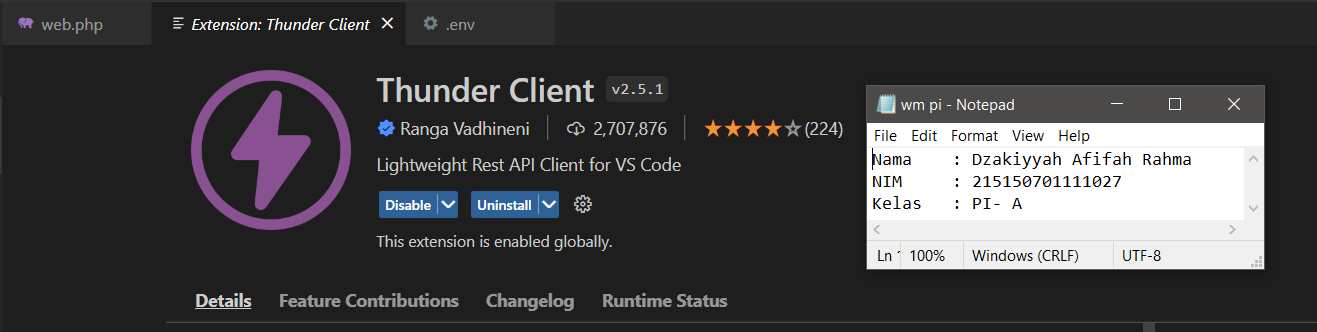 web.php
Extension: Thunder Client
.env
Thunder Client v2.5.1
Ranga Vadhineni 2,707,876 (224)
Lightweight Rest API Client for VS Code
Disable Uninstall
This extension is enabled globally.
Details Feature Contributions Changelog Runtime Status
wm pi - Notepad
File Edit Format View Help
Nama : Dzakiyyah Afifah Rahma
NIM : 215150701111027
Kelas : PI- A
Ln 100% Windows (CRLF) UTF-8